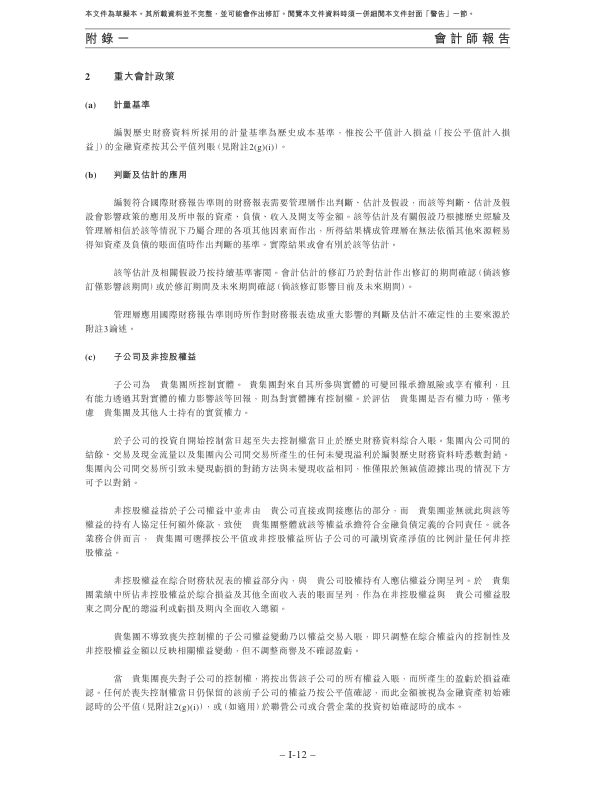 本文件為草擬本。其所載資料並不完整，並可能會作出修訂。閱覽本文件資料時須一併細閱本文件封面「警告」一節。
附錄一 會計師報告
2 重大會計政策
(a) 計量基準
編製歷史財務資料所採用的計量基準為歷史成本基準，惟按公平值計入損益（「按公平值計入損
益」）的金融資產按其公平值列賬（見附註2(g)(i)）。
(b) 判斷及估計的應用
編製符合國際財務報告準則的財務報表需要管理層作出判斷、估計及假設，而該等判斷、估計及假
設會影響政策的應用及所申報的資產、負債、收入及開支等金額。該等估計及有關假設乃根據歷史經驗及
管理層相信於該等情況下乃屬合理的各項其他因素而作出，所得結果構成管理層在無法依循其他來源輕易
得知資產及負債的賬面值時作出判斷的基準。實際結果或會有別於該等估計。
該等估計及相關假設乃按持續基準審閱。會計估計的修訂乃於對估計作出修訂的期間確認（倘該修
訂僅影響該期間）或於修訂期間及未來期間確認（倘該修訂影響目前及未來期間）。
管理層應用國際財務報告準則時所作對財務報表造成重大影響的判斷及估計不確定性的主要來源於
附註3論述。
(c) 子公司及非控股權益
子公司為　貴集團所控制實體。　貴集團對來自其所參與實體的可變回報承擔風險或享有權利，且
有能力透過其對實體的權力影響該等回報，則為對實體擁有控制權。於評估　貴集團是否有權力時，僅考
慮　貴集團及其他人士持有的實質權力。
於子公司的投資自開始控制當日起至失去控制權當日止於歷史財務資料綜合入賬。集團內公司間的
結餘、交易及現金流量以及集團內公司間交易所產生的任何未變現溢利於編製歷史財務資料時悉數對銷。
集團內公司間交易所引致未變現虧損的對銷方法與未變現收益相同，惟僅限於無減值證據出現的情況下方
可予以對銷。
非控股權益指於子公司權益中並非由　貴公司直接或間接應佔的部分，而　貴集團並無就此與該等
權益的持有人協定任何額外條款，致使　貴集團整體就該等權益承擔符合金融負債定義的合同責任。就各
業務合併而言，　貴集團可選擇按公平值或非控股權益所佔子公司的可識別資產淨值的比例計量任何非控
股權益。
非控股權益在綜合財務狀況表的權益部分內，與　貴公司股權持有人應佔權益分開呈列。於　貴集
團業績中所佔非控股權益於綜合損益及其他全面收入表的賬面呈列，作為在非控股權益與　貴公司權益股
東之間分配的總溢利或虧損及期內全面收入總額。
貴集團不導致喪失控制權的子公司權益變動乃以權益交易入賬，即只調整在綜合權益內的控制性及
非控股權益金額以反映相關權益變動，但不調整商譽及不確認盈虧。
當　貴集團喪失對子公司的控制權，將按出售該子公司的所有權益入賬，而所產生的盈虧於損益確
認。任何於喪失控制權當日仍保留的該前子公司的權益乃按公平值確認，而此金額被視為金融資產初始確
認時的公平值（見附註2(g)(i)），或（如適用）於聯營公司或合營企業的投資初始確認時的成本。
– I-12 –